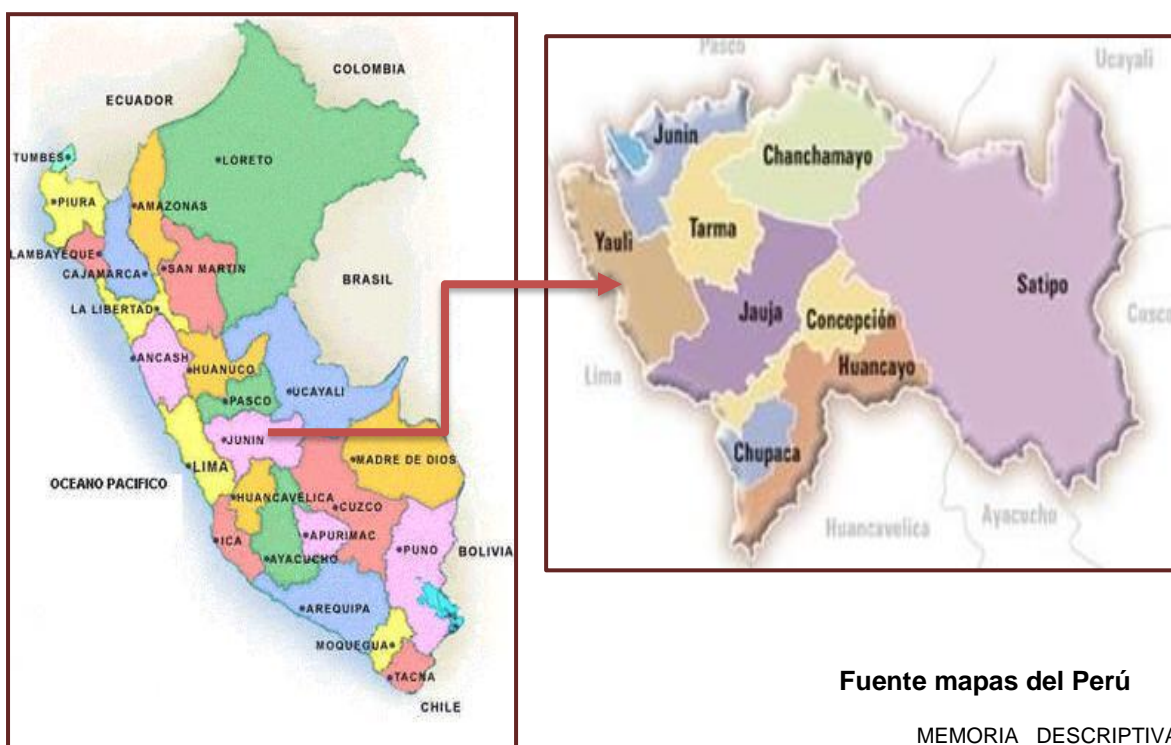 COLOMBIA
ECUADOR
TUMBES
LORETO
PIURA
AMAZONAS
LAMBAYEQUE
CAJAMARCA
SAN MARTIN
BRASIL
LA LIBERTAD
ANCASH
HUANUCO
UCAYALI
PASCO
JUNIN
LIMA
MADRE DE DIOS
OCEANO PACIFICO
HUANCAVELICA
CUZCO
ICA
APURIMAC
AYACUCHO
PUNO
BOLIVIA
AREQUIPA
MOQUEGUA
TACNA
CHILE
Pasco
Ucayali
Junin
Chanchamayo
Tarma
Yauli
Satipo
Jauja
Concepción
Cusco
Huancayo
Lima
Chupaca
Huancavelica
Ayacucho
Fuente mapas del Perú
MEMORIA DESCRIPTIVA